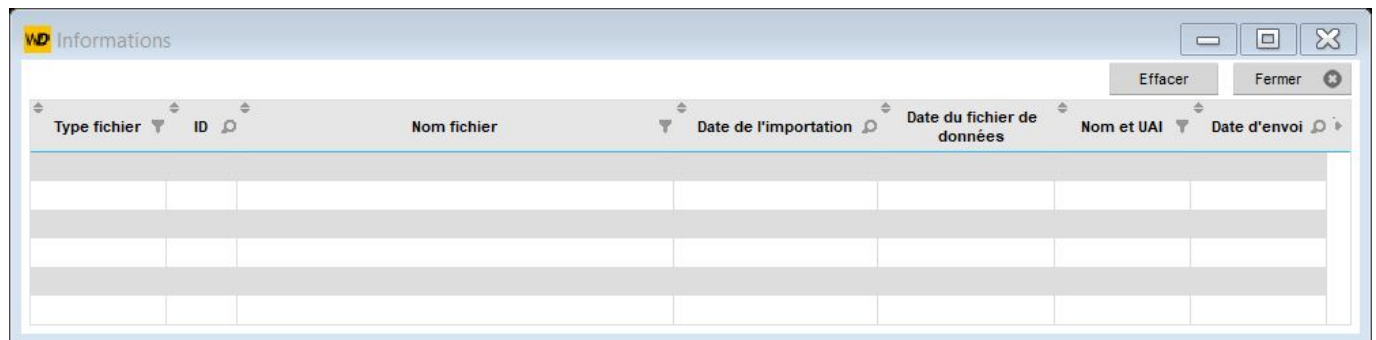 WD Informations
Effacer Fermer
Type fichier ID Nom fichier Date de l'importation Date du fichier de données Nom et UAI Date d'envoi